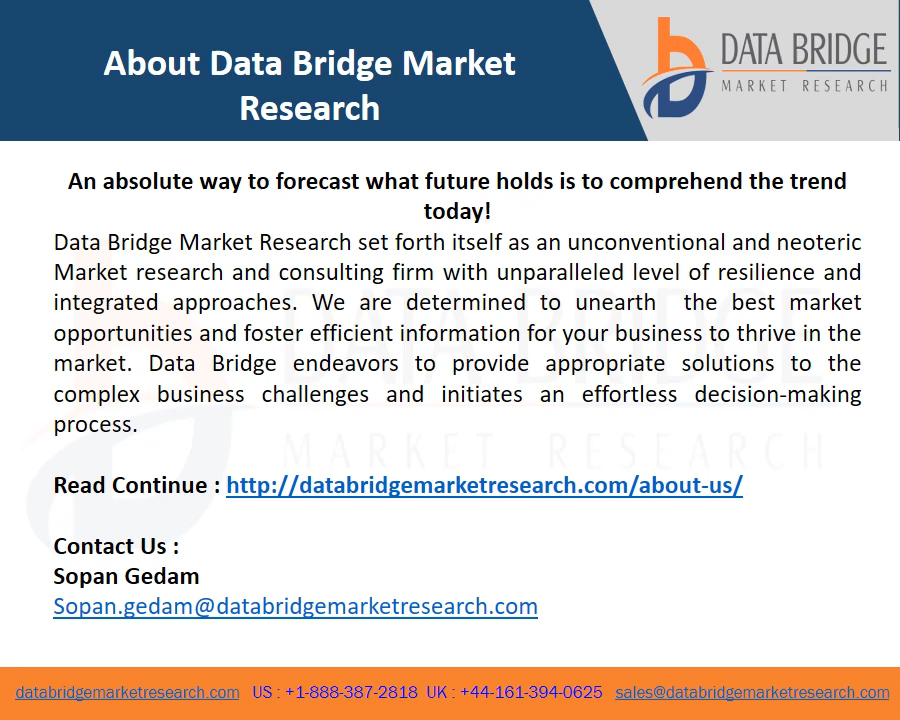 About Data Bridge Market
Research
DATA BRIDGE
MARKET RESEARCH
An absolute way to forecast what future holds is to comprehend the trend
today!
Data Bridge Market Research set forth itself as an unconventional and neoteric
Market research and consulting firm with unparalleled level of resilience and
integrated approaches. We are determined to unearth the best market
opportunities and foster efficient information for your business to thrive in the
market. Data Bridge endeavors to provide appropriate solutions to the
complex business challenges and initiates an effortless decision-making
process.
DATA BRIDGE
MARKET RESEARCH
Read Continue : http://databridgemarketresearch.com/about-us/
Contact Us :
Sopan Gedam
Sopan.gedam@databridgemarketresearch.com
databridgemarketresearch.com US : +1-888-387-2818 UK : +44-161-394-0625 sales@databridgemarketresearch.com